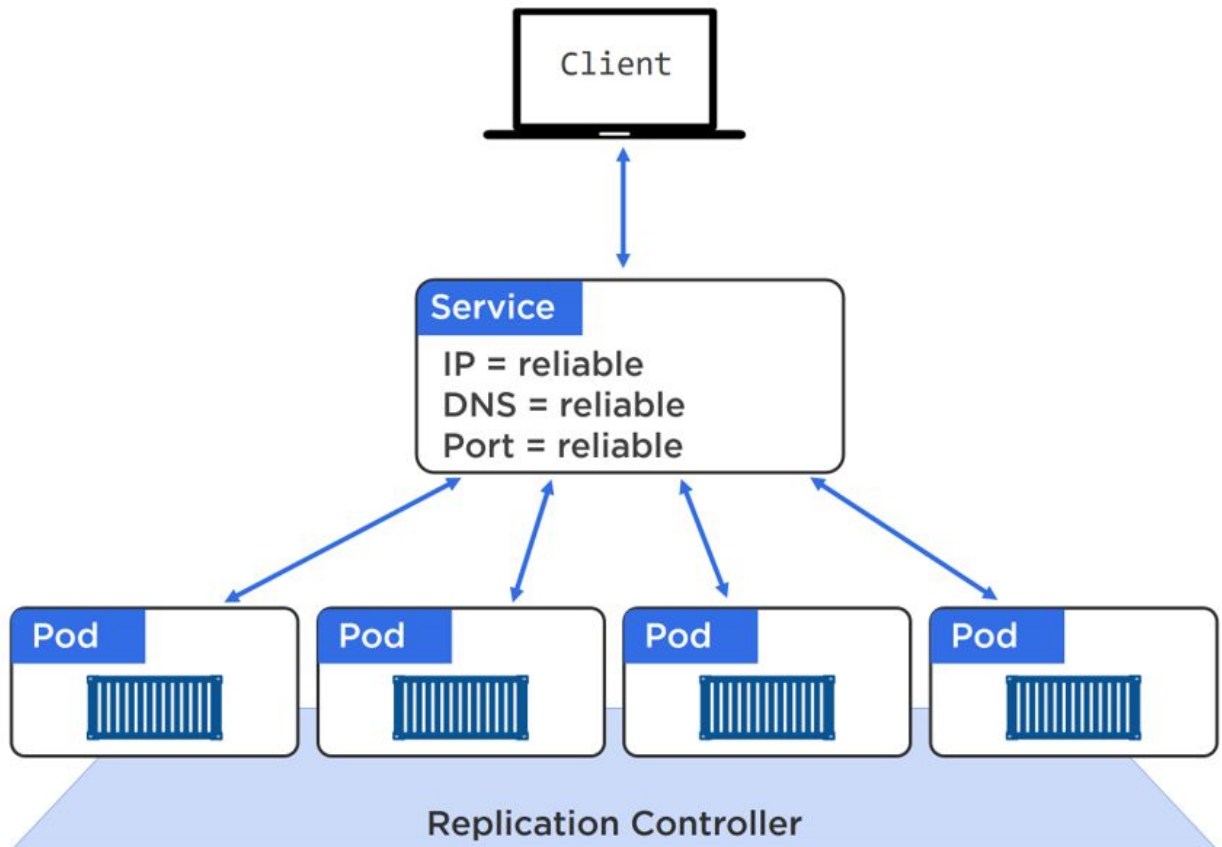 Client
Service
IP = reliable
DNS = reliable
Port = reliable
Pod
Pod
Pod
Pod
Replication Controller